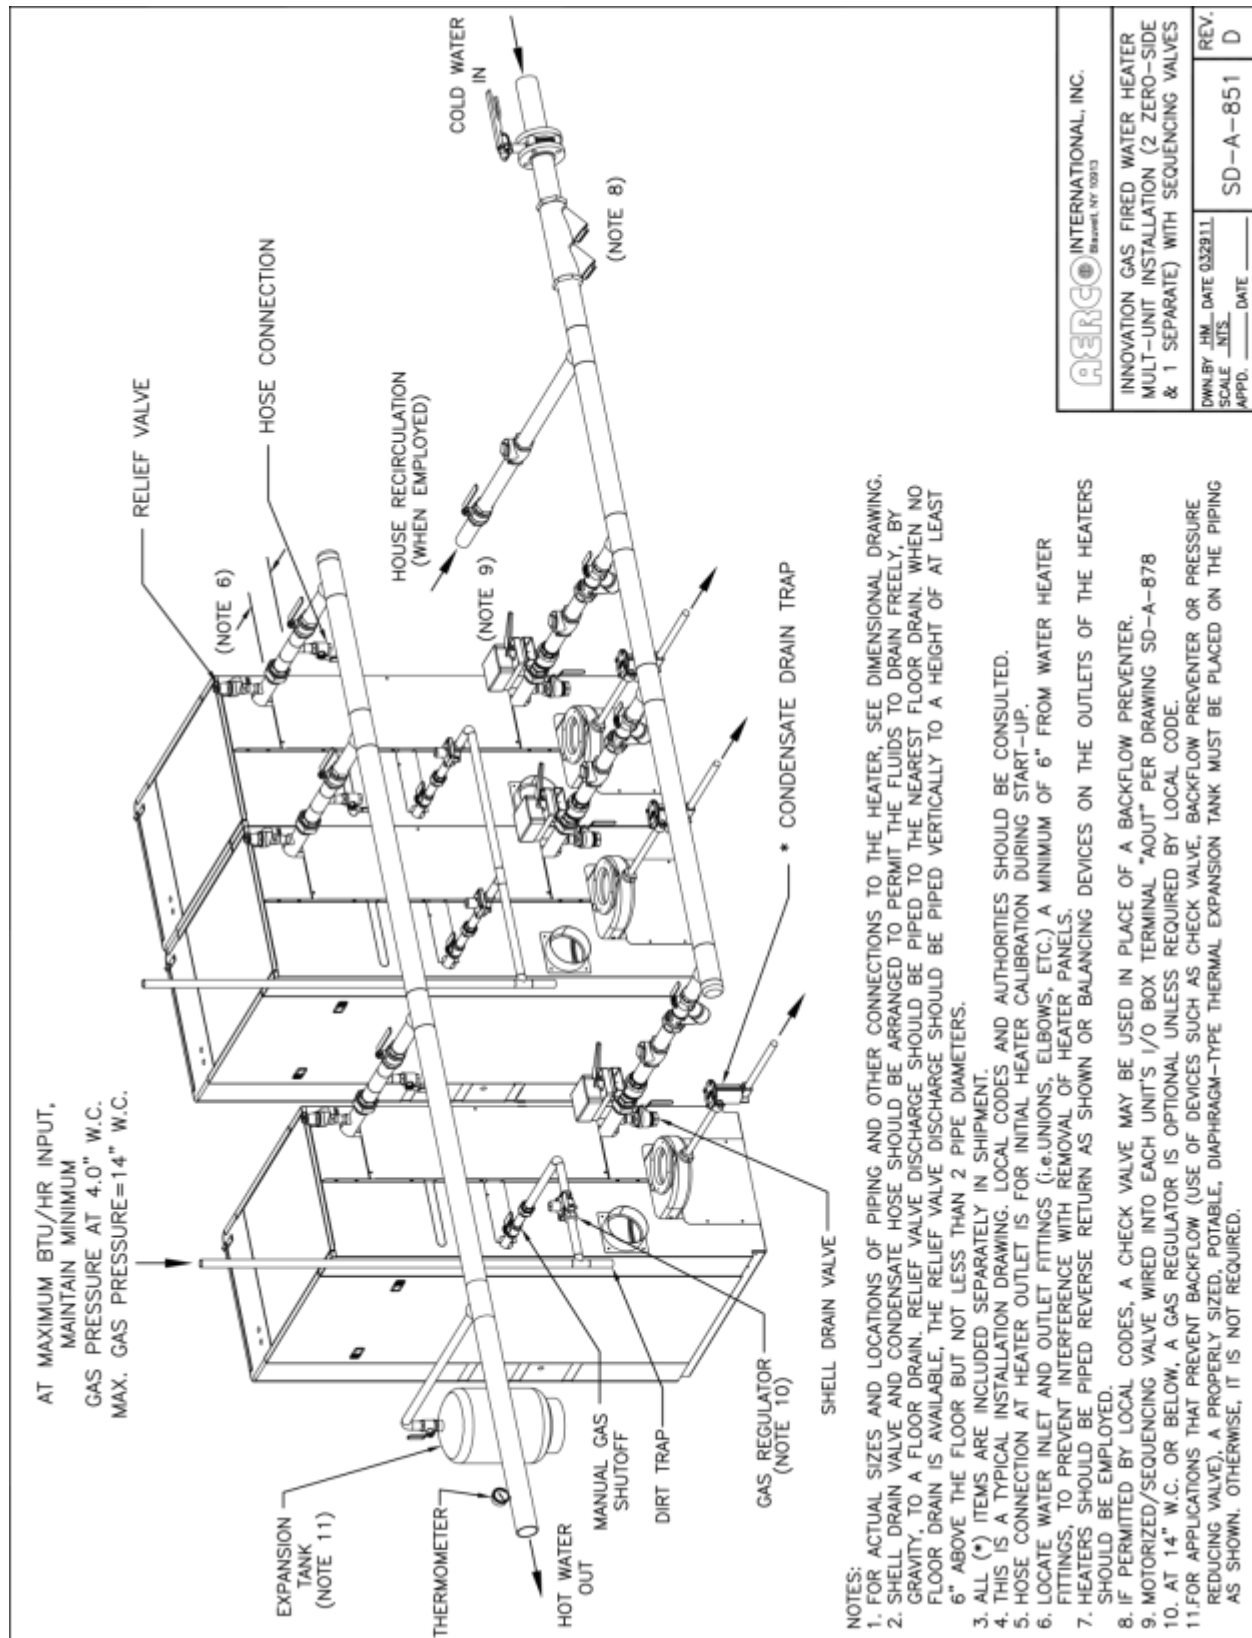 AT MAXIMUM BTU/HR INPUT,
MAINTAIN MINIMUM
GAS PRESSURE AT 4.0" W.C.
MAX. GAS PRESSURE=14" W.C.
RELIEF VALVE
HOSE CONNECTION
(NOTE 6)
COLD WATER
IN
(NOTE 8)
HOUSE RECIRCULATION
(WHEN EMPLOYED)
(NOTE 9)
* CONDENSATE DRAIN TRAP
EXPANSION
TANK
(NOTE 11)
THERMOMETER
HOT WATER
OUT
MANUAL GAS
SHUTOFF
DIRT TRAP
GAS REGULATOR
(NOTE 10)
SHELL DRAIN VALVE
NOTES:
1. FOR ACTUAL SIZES AND LOCATIONS OF PIPING AND OTHER CONNECTIONS TO THE HEATER, SEE DIMENSIONAL DRAWING.
2. SHELL DRAIN VALVE AND CONDENSATE HOSE SHOULD BE ARRANGED TO PERMIT THE FLUIDS TO DRAIN FREELY, BY
GRAVITY, TO A FLOOR DRAIN. RELIEF VALVE DISCHARGE SHOULD BE PIPED TO THE NEAREST FLOOR DRAIN. WHEN NO
FLOOR DRAIN IS AVAILABLE, THE RELIEF VALVE DISCHARGE SHOULD BE PIPED VERTICALLY TO A HEIGHT OF AT LEAST
6" ABOVE THE FLOOR BUT NOT LESS THAN 2 PIPE DIAMETERS.
3. ALL (*) ITEMS ARE INCLUDED SEPARATELY IN SHIPMENT.
4. THIS IS A TYPICAL INSTALLATION DRAWING. LOCAL CODES AND AUTHORITIES SHOULD BE CONSULTED.
5. HOSE CONNECTION AT HEATER OUTLET IS FOR INITIAL HEATER CALIBRATION DURING START-UP.
6. LOCATE WATER INLET AND OUTLET FITTINGS (i.e.UNIONS, ELBOWS, ETC.) A MINIMUM OF 6" FROM WATER HEATER
FITTINGS, TO PREVENT INTERFERENCE WITH REMOVAL OF HEATER PANELS.
7. HEATERS SHOULD BE PIPED REVERSE RETURN AS SHOWN OR BALANCING DEVICES ON THE OUTLETS OF THE HEATERS
SHOULD BE EMPLOYED.
8. IF PERMITTED BY LOCAL CODES, A CHECK VALVE MAY BE USED IN PLACE OF A BACKFLOW PREVENTER.
9. MOTORIZED/SEQUENCING VALVE WIRED INTO EACH UNIT'S I/O BOX TERMINAL "AOUT" PER DRAWING SD-A-878
10. AT 14" W.C. OR BELOW, A GAS REGULATOR IS OPTIONAL UNLESS REQUIRED BY LOCAL CODE.
11.FOR APPLICATIONS THAT PREVENT BACKFLOW (USE OF DEVICES SUCH AS CHECK VALVE, BACKFLOW PREVENTER OR PRESSURE
REDUCING VALVE), A PROPERLY SIZED, POTABLE, DIAPHRAGM-TYPE THERMAL EXPANSION TANK MUST BE PLACED ON THE PIPING
AS SHOWN. OTHERWISE, IT IS NOT REQUIRED.
AERCO INTERNATIONAL, INC.
Blauvelt, NY 10913
INNOVATION GAS FIRED WATER HEATER
MULT-UNIT INSTALLATION (2 ZERO-SIDE
& 1 SEPARATE) WITH SEQUENCING VALVES
DWN.BY HM DATE 032911
SCALE NTS
APPD. DATE
SD-A-851
REV.
D